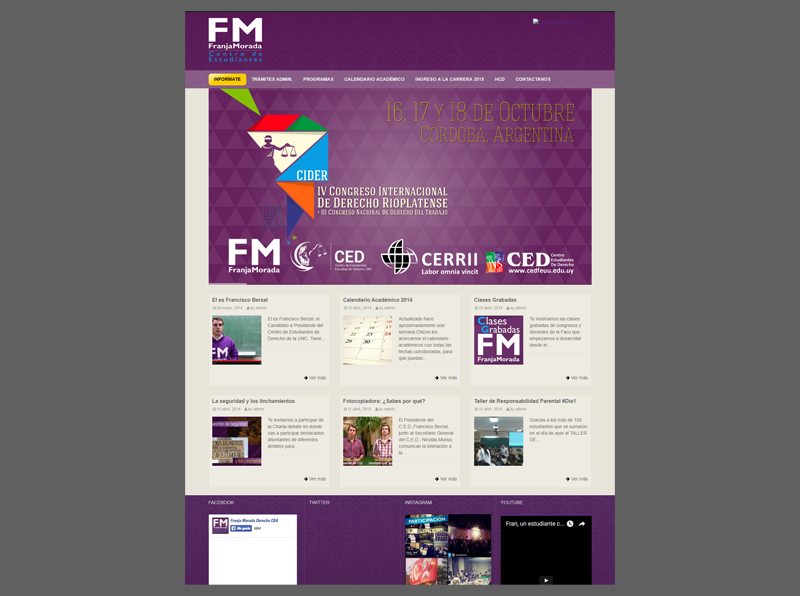 FM
FranjaMorada
Centro de
Estudiantes
INFORMATE TRÁMITES ADMIN. PROGRAMAS CALENDARIO ACADÉMICO INGRESO A LA CARRERA 2015 HCD CONTACTANOS
16, 17 y 18 de Octubre
Córdoba, Argentina
CIDER
IV Congreso Internacional
De Derecho Rioplatense
• III Congreso Nacional De Derecho Del Trabajo
FM
FranjaMorada
CED
Centro de Estudiantes
Facultad de Derecho UNC
CERRII
Labor omnia vincit
CED
Centro
Estudiantes
De Derecho
www.cedfeuu.edu.uy
El es Francisco Berzal
29 mayo, 2014 By admin
El es Francisco Berzal, el
Candidato a Presidente del
Centro de Estudiantes de
Derecho de la UNC. Tiene...
Ver más
Calendario Académico 2014
15 abril, 2014 By admin
Actualizado hace
aproximadamente una
semana Chicos les
acercamos el calendario
académico con todas las
fechas corroboradas, para
que puedan...
Ver más
Clases Grabadas
15 abril, 2014 By admin
Clases
Grabadas
FM
FranjaMorada
Te mostramos las clases
grabadas de congresos y
docentes de la Facu que
empezamos a desarrollar
desde el...
Ver más
La seguridad y los linchamientos
15 abril, 2014 By admin
Te invitamos a participar de
la Charla-debate en donde
van a participar destacados
disertantes de diferentes
ámbitos para...
Ver más
Fotocopiadora: ¿Sabes por qué?
11 abril, 2014 By admin
El Presidente del
C.E.D.,Francisco Berzal,
junto al Secretario General
del C.E.D., Nicolás Musso,
comunican la intimación a
la...
Ver más
Taller de Responsabilidad Parental #Día1
10 abril, 2014 By admin
Gracias a los más de 100
estudiantes que se sumaron
en el día de ayer al TALLER
DE...
Ver más
FACEBOOK TWITTER INSTAGRAM YOUTUBE
FM
Franja Morada Derecho CBA
Me gusta
PARTICIPACIÓN
Fran, un estudiante c...